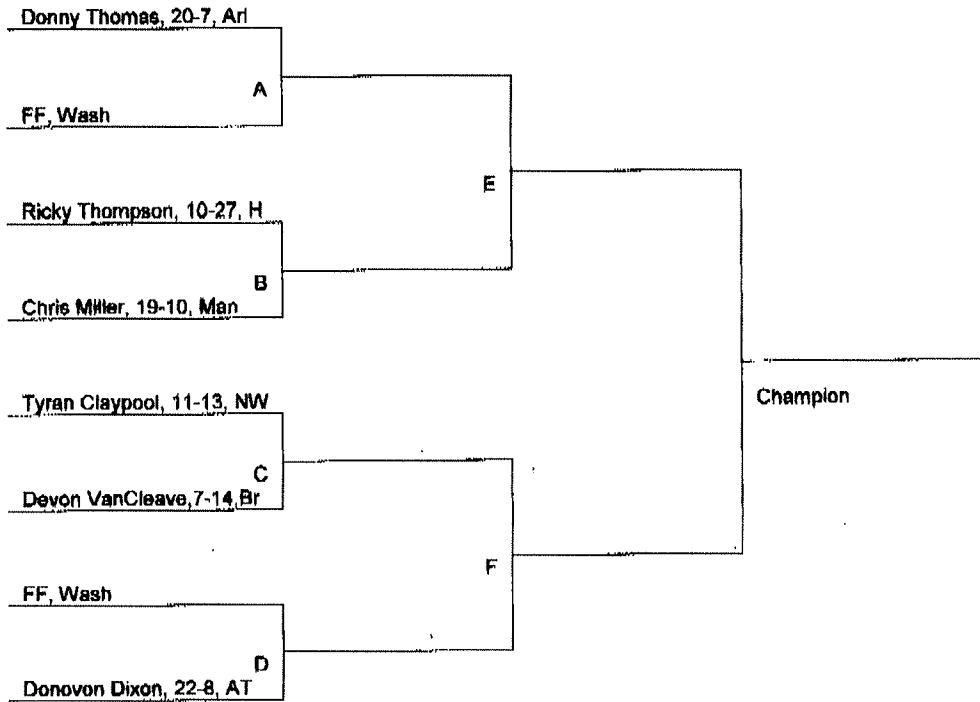 Donny Thomas, 20-7, Arl
A
FF, Wash
E
Ricky Thompson, 10-27, H
B
Chris Miller, 19-10, Man
Champion
Tyran Claypool, 11-13, NW
C
Devon VanCleave,7-14,Br
F
FF, Wash
D
Donovon Dixon, 22-8, AT